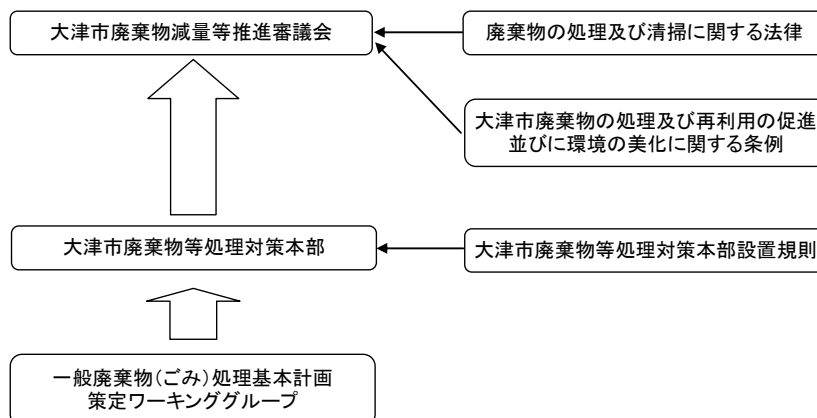 大津市廃棄物減量等推進審議会
廃棄物の処理及び清掃に関する法律
大津市廃棄物の処理及び再利用の促進
並びに環境の美化に関する条例
大津市廃棄物等処理対策本部
大津市廃棄物等処理対策本部設置規則
一般廃棄物(ごみ)処理基本計画
策定ワーキンググループ